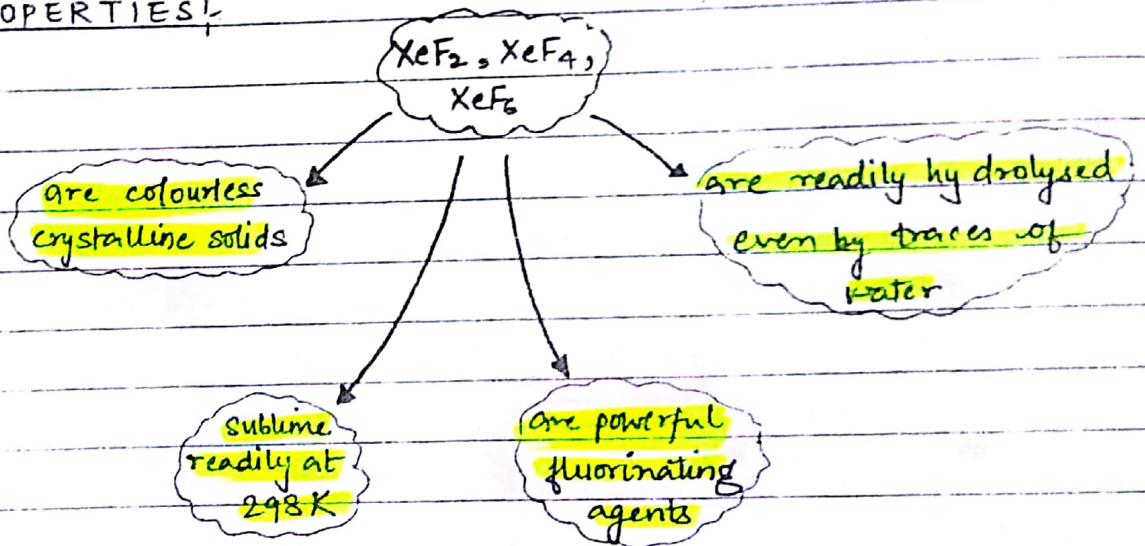 OPERTIES:-
XeF₂, XeF₄,
XeF₆
are colourless
crystalline solids
are readily hydrolysed
even by traces of
water
sublime
readily at
298K
are powerful
fluorinating
agents